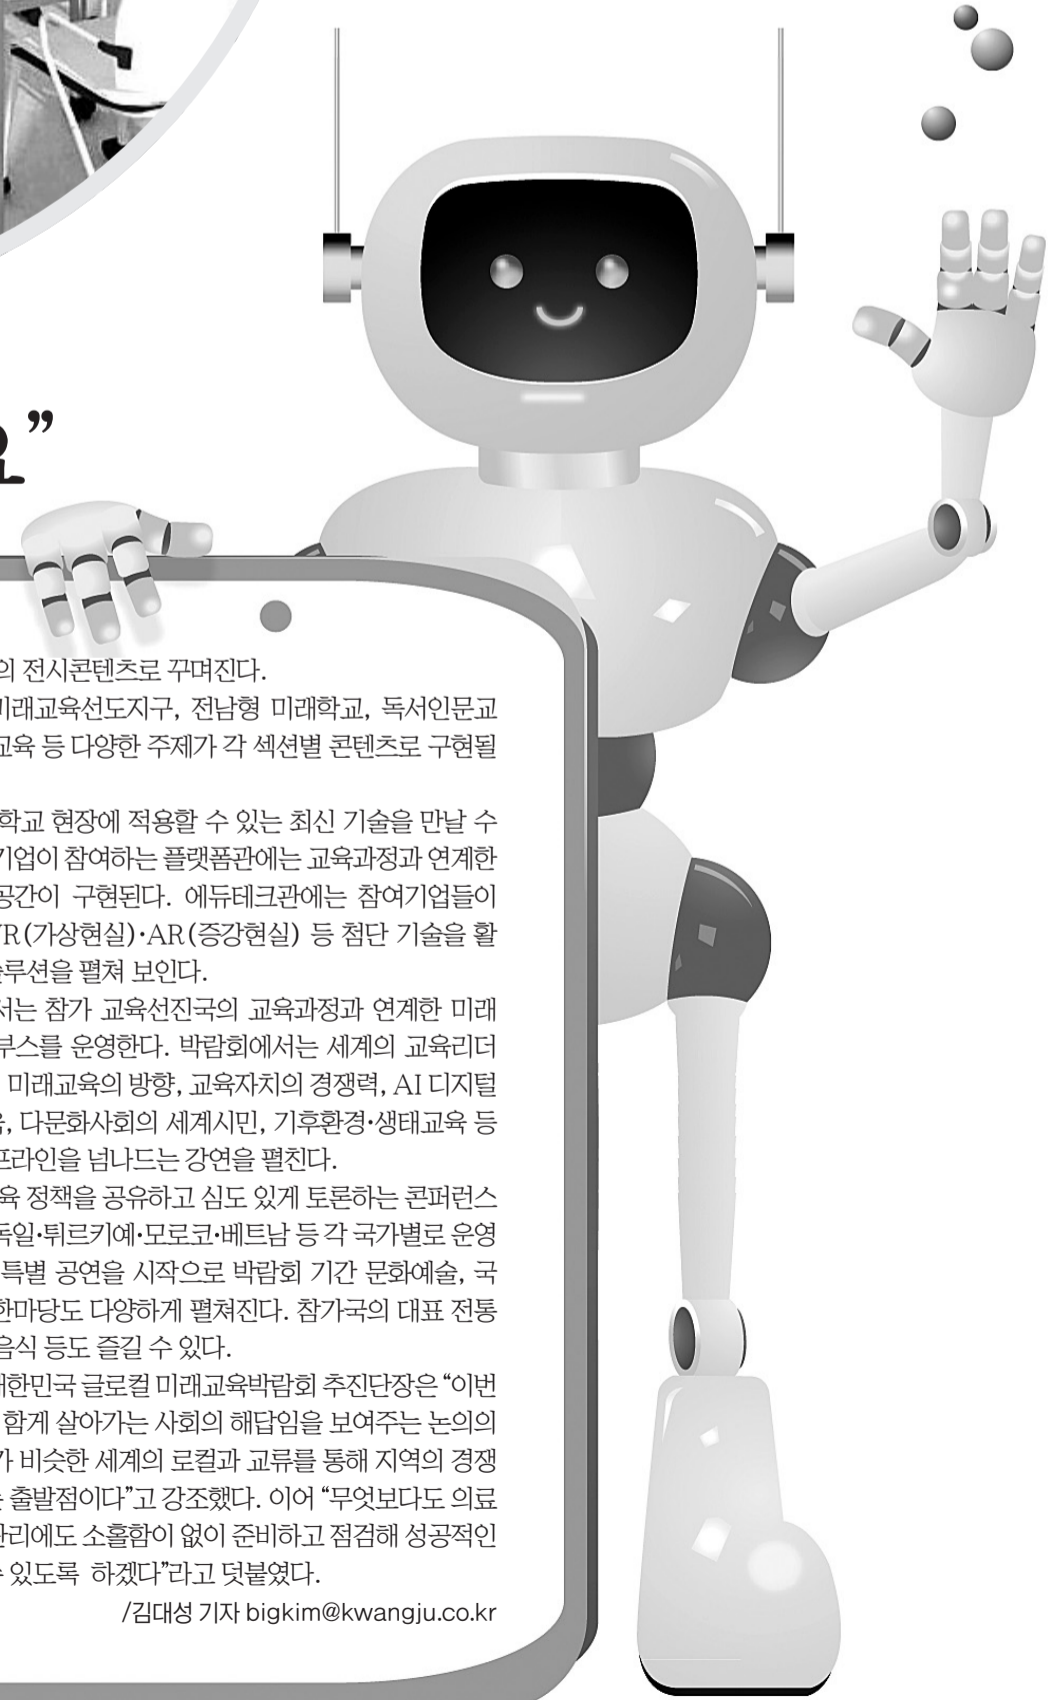 요”
의 전시콘텐츠로 꾸며진다.
미래교육선도지구, 전남형 미래학교, 독서인문교
교육 등 다양한 주제가 각 섹션별 콘텐츠로 구현될
학교 현장에 적용할 수 있는 최신 기술을 만날 수
기업이 참여하는 플랫폼관에는 교육과정과 연계한
공간이 구현된다. 에듀테크관에는 참여기업들이
VR(가상현실)·AR(증강현실) 등 첨단 기술을 활
솔루션을 펼쳐 보인다.
서는 참가 교육선진국의 교육과정과 연계한 미래
부스를 운영한다. 박람회에서는 세계의 교육리더
미래교육의 방향, 교육자치의 경쟁력, AI 디지털
육, 다문화사회의 세계시민, 기후환경·생태교육 등
프라인을 넘나드는 강연을 펼친다.
육 정책을 공유하고 심도 있게 토론하는 콘퍼런스
독일·튀르키예·모로코·베트남 등 각 국가별로 운영
특별 공연을 시작으로 박람회 기간 문화예술, 국
한마당도 다양하게 펼쳐진다. 참가국의 대표 전통
음식 등도 즐길 수 있다.
대한민국 글로컬 미래교육박람회 추진단장은 “이번
함께 살아가는 사회의 해답임을 보여주는 논의의
가 비슷한 세계의 로컬과 교류를 통해 지역의 경쟁
는 출발점이다”고 강조했다. 이어 “무엇보다도 의료
관리에도 소홀함이 없이 준비하고 점검해 성공적인
수 있도록 하겠다”라고 덧붙였다.
/김대성 기자 bigkim@kwangju.co.kr